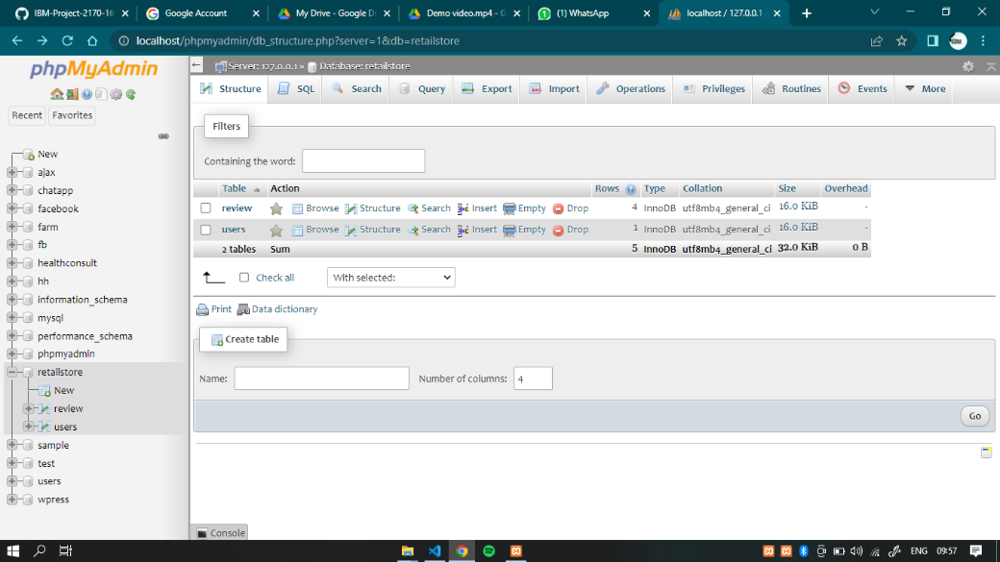 IBM-Project-2170-16
Google Account
My Drive - Google D
Demo video.mp4 - G
(1) WhatsApp
localhost / 127.0.0.1
localhost/phpmyadmin/db_structure.php?server=1&db=retailstore
phpMyAdmin
Recent Favorites
New
ajax
chatapp
facebook
farm
fb
healthconsult
hh
information_schema
mysql
performance_schema
phpmyadmin
retailstore
New
review
users
sample
test
users
wpress
Server: 127.0.0.1 » Database: retailstore
Structure SQL Search Query Export Import Operations Privileges Routines Events More
Filters
Containing the word:
Table Action Rows Type Collation Size Overhead
review Browse Structure Search Insert Empty Drop 4 InnoDB utf8mb4_general_ci 16.0 KiB -
users Browse Structure Search Insert Empty Drop 1 InnoDB utf8mb4_general_ci 16.0 KiB -
2 tables Sum 5 InnoDB utf8mb4_general_ci 32.0 KiB 0 B
Check all With selected:
Print Data dictionary
Create table
Name: Number of columns: 4
Go
Console
ENG 09:57